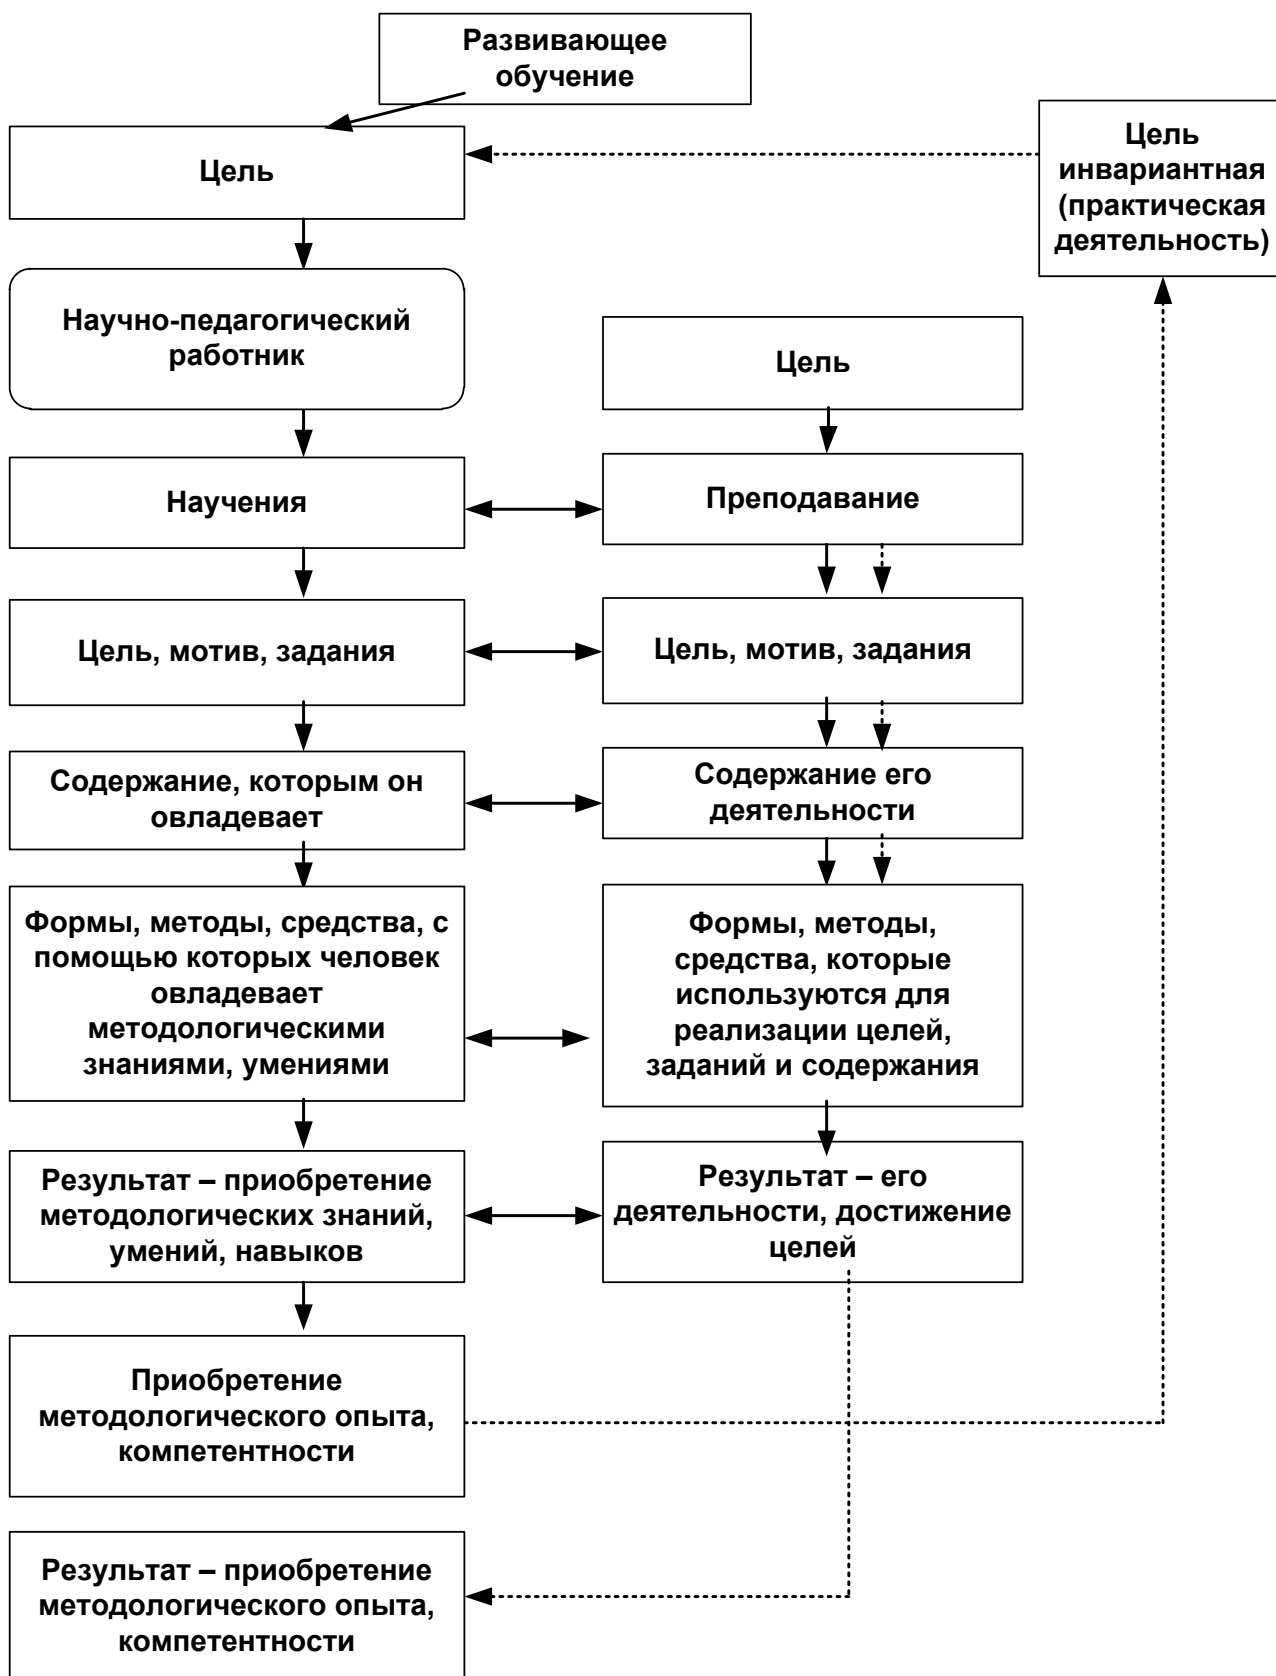 Развивающее
обучение
Цель
Цель
инвариантная
(практическая
деятельность)
Научно-педагогический
работник
Цель
Научения
Преподавание
Цель, мотив, задания
Цель, мотив, задания
Содержание, которым он
овладевает
Содержание его
деятельности
Формы, методы, средства, с
помощью которых человек
овладевает
методологическими
знаниями, умениями
Формы, методы,
средства, которые
используются для
реализации целей,
заданий и содержания
Результат – приобретение
методологических знаний,
умений, навыков
Результат – его
деятельности, достижение
целей
Приобретение
методологического опыта,
компетентности
Результат – приобретение
методологического опыта,
компетентности